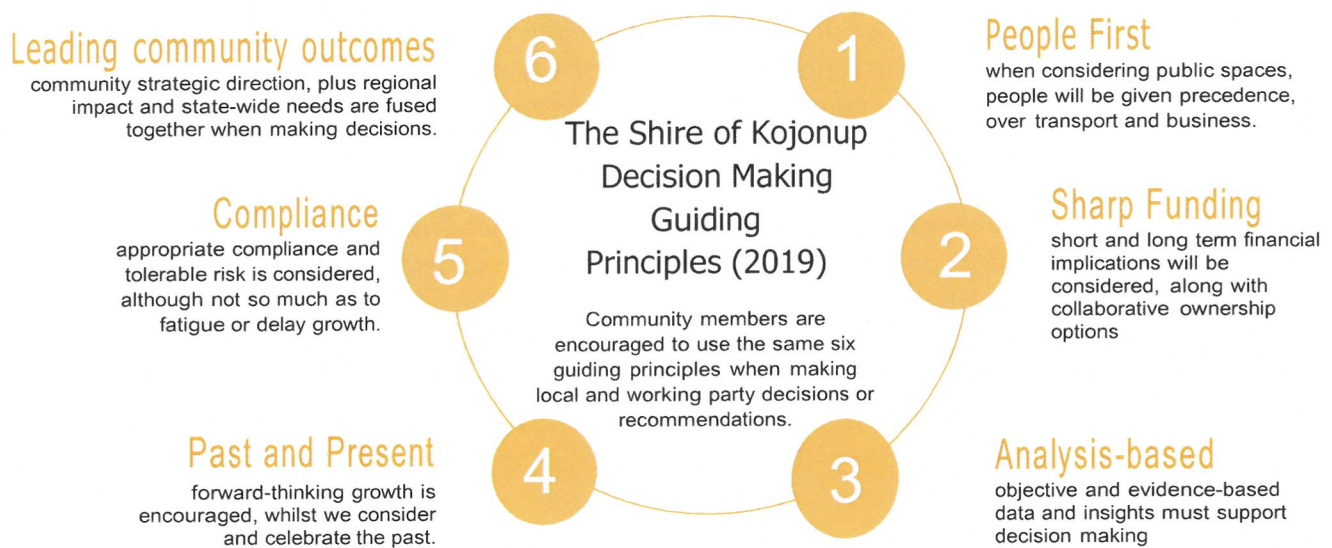 The Shire of Kojonup
Decision Making
Guiding
Principles (2019)
Community members are
encouraged to use the same six
guiding principles when making
local and working party decisions or
recommendations.
1
People First
when considering public spaces,
people will be given precedence,
over transport and business.
2
Sharp Funding
short and long term financial
implications will be
considered, along with
collaborative ownership
options
3
Analysis-based
objective and evidence-based
data and insights must support
decision making
4
Past and Present
forward-thinking growth is
encouraged, whilst we consider
and celebrate the past.
5
Compliance
appropriate compliance and
tolerable risk is considered,
although not so much as to
fatigue or delay growth.
6
Leading community outcomes
community strategic direction, plus regional
impact and state-wide needs are fused
together when making decisions.